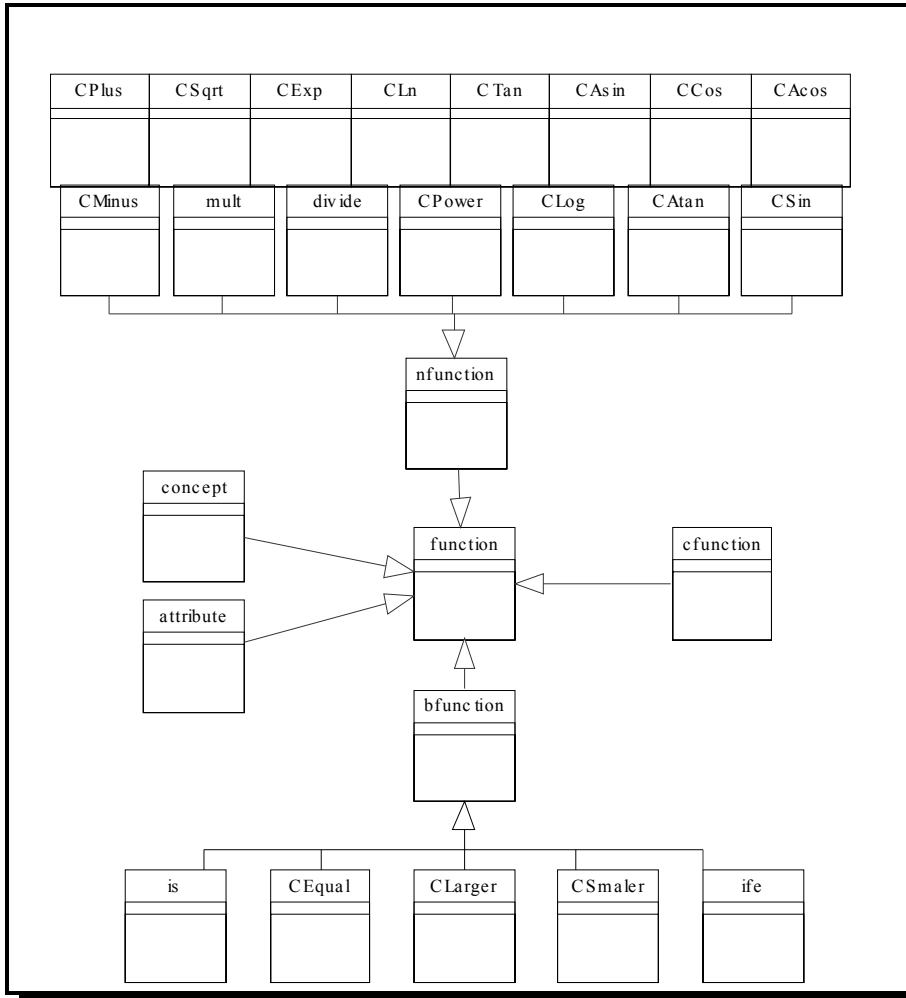 CPlus CSqrt CExp CLn CTan CAsin CCos CAcos
CMinus mult divide CPower CLog CAtan CSin
nfunction
concept
function
cfunction
attribute
bfunction
is CEqual CLarger CSmaler ife